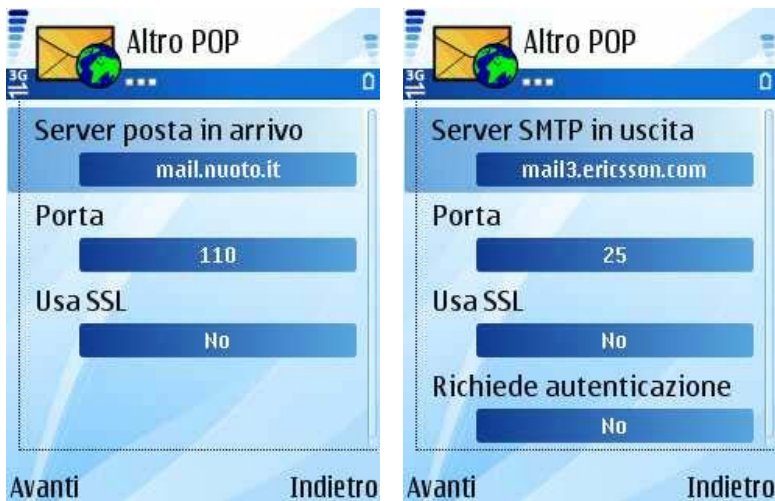 Altro POP
3G
Server posta in arrivo
mail.nuoto.it
Porta
110
Usa SSL
No
Avanti Indietro
Altro POP
3G
Server SMTP in uscita
mail3.ericsson.com
Porta
25
Usa SSL
No
Richiede autenticazione
No
Avanti Indietro